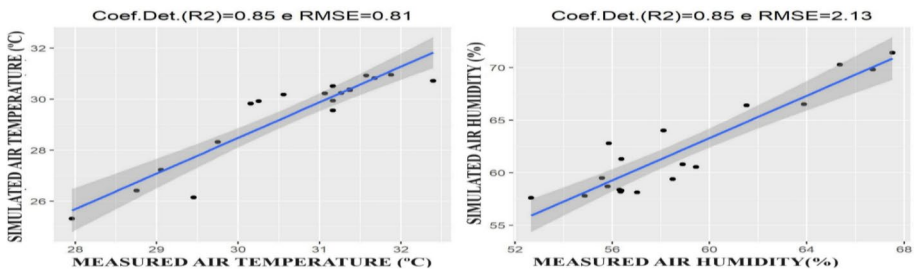 Coef.Det.(R2)=0.85 e RMSE=0.81
SIMULATED AIR TEMPERATURE (ºC)
32
30
28
26
28 29 30 31 32
MEASURED AIR TEMPERATURE (ºC)
Coef.Det.(R2)=0.85 e RMSE=2.13
SIMULATED AIR HUMIDITY (%)
70
65
60
55
52 56 60 64 68
MEASURED AIR HUMIDITY(%)